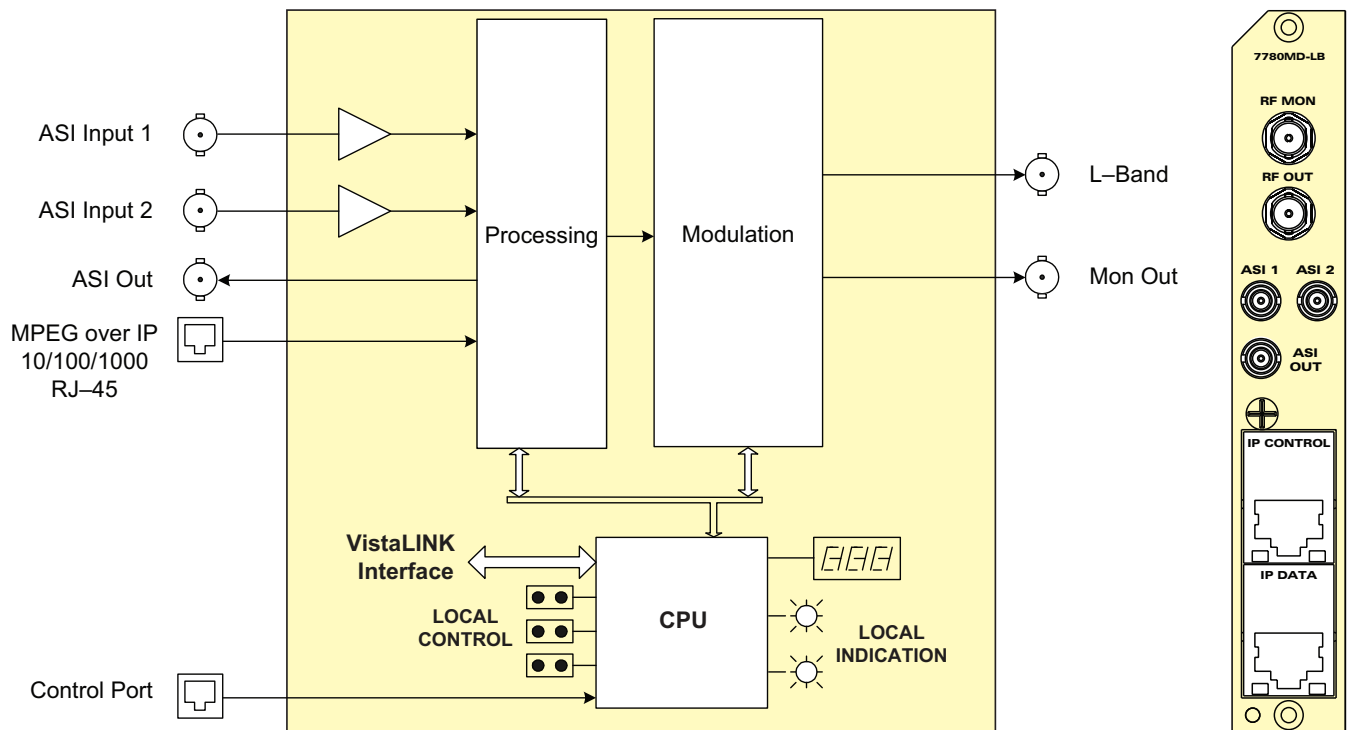 ASI Input 1
ASI Input 2
ASI Out
MPEG over IP
10/100/1000
RJ–45
Processing
Modulation
L–Band
Mon Out
VistaLINK
Interface
LOCAL
CONTROL
CPU
LOCAL
INDICATION
Control Port
7780MD-LB
RF MON
RF OUT
ASI 1 ASI 2
ASI
OUT
IP CONTROL
IP DATA